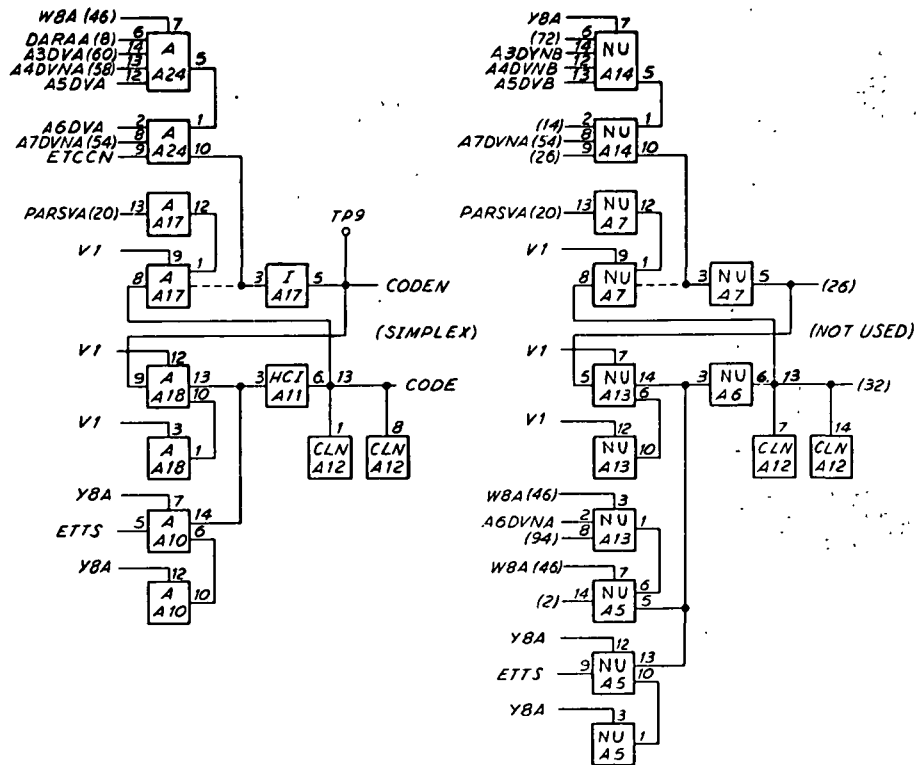 W8A (46)
7
DARAA (8) 6
A3DVA (60) 14
A4DVNA (58) 13
A5DVA 12
A
A24
5
A6DVA 2
A7DVNA (54) 8
ETCCN 9
A
A24
1
10
PARSVA (20) 13
A
A17
12
TP9
V1
9
8
A
A17
1
3
I
A17
5
CODEN
(SIMPLEX)
V1
12
9
A
A18
13
10
3
HCI
A11
6
13
CODE
V1
3
A
A18
1
1
CLN
A12
8
CLN
A12
Y8A
7
ETTS 5
A
A10
14
6
Y8A
12
A
A10
10
Y8A
7
(72) 6
A3DYNB 14
A4DVNB 12
A5DVB 13
NU
A14
5
(14) 2
A7DVNA (54) 8
(26) 9
NU
A14
1
10
PARSVA (20) 13
NU
A7
12
V1
9
8
NU
A7
1
3
NU
A7
5
(26)
(NOT USED)
V1
7
5
NU
A13
14
6
3
NU
A6
6
13
(32)
V1
12
NU
A13
10
7
CLN
A12
14
CLN
A12
W8A (46)
3
A6DVNA 2
(94) 8
NU
A13
1
W8A (46)
7
(2) 14
NU
A5
6
5
Y8A
12
ETTS 9
NU
A5
13
10
Y8A
3
NU
A5
1